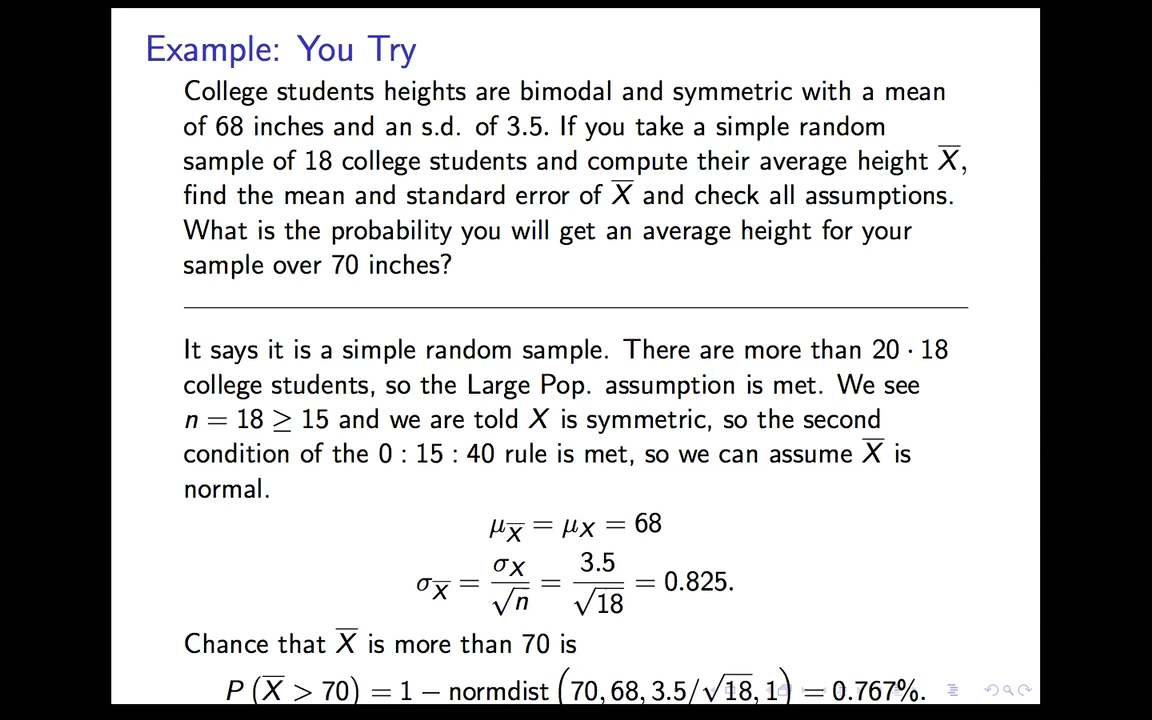 Example: You Try
College students heights are bimodal and symmetric with a mean
of 68 inches and an s.d. of 3.5. If you take a simple random
sample of 18 college students and compute their average height X̅,
find the mean and standard error of X̅ and check all assumptions.
What is the probability you will get an average height for your
sample over 70 inches?
It says it is a simple random sample. There are more than 20 · 18
college students, so the Large Pop. assumption is met. We see
n = 18 ≥ 15 and we are told X is symmetric, so the second
condition of the 0 : 15 : 40 rule is met, so we can assume X̅ is
normal.
μ_X̅ = μ_X = 68
σ_X̅ = σ_X/√n = 3.5/√18 = 0.825.
Chance that X̅ is more than 70 is
P (X̅ > 70) = 1 − normdist (70, 68, 3.5/√18, 1) = 0.767%.